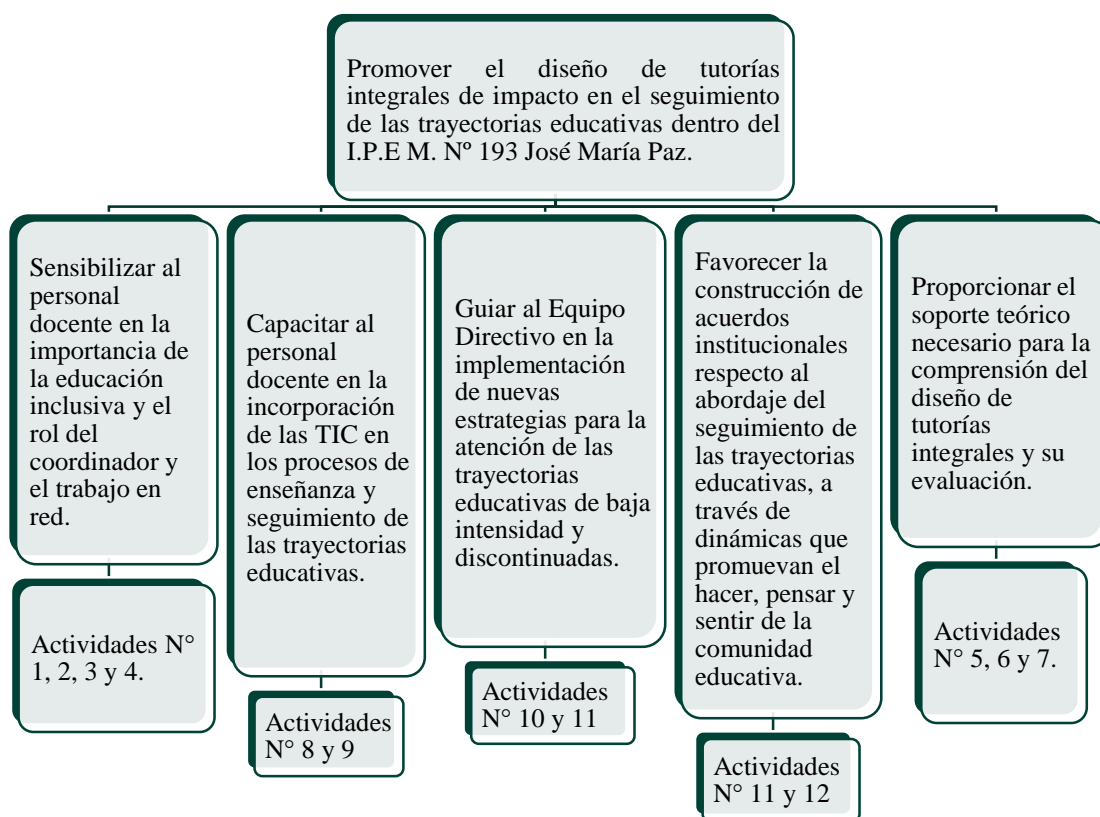 Promover el diseño de tutorías
integrales de impacto en el seguimiento
de las trayectorias educativas dentro del
I.P.E M. Nº 193 José María Paz.
Sensibilizar al
personal
docente en la
importancia de
la educación
inclusiva y el
rol del
coordinador y
el trabajo en
red.
Actividades N°
1, 2, 3 y 4.
Capacitar al
personal
docente en la
incorporación
de las TIC en
los procesos de
enseñanza y
seguimiento de
las trayectorias
educativas.
Actividades
N° 8 y 9
Guiar al Equipo
Directivo en la
implementación
de nuevas
estrategias para la
atención de las
trayectorias
educativas de baja
intensidad y
discontinuadas.
Actividades
N° 10 y 11
Favorecer la
construcción de
acuerdos
institucionales
respecto al
abordaje del
seguimiento de
las trayectorias
educativas, a
través de
dinámicas que
promuevan el
hacer, pensar y
sentir de la
comunidad
educativa.
Actividades
N° 11 y 12
Proporcionar el
soporte teórico
necesario para la
comprensión del
diseño de
tutorías
integrales y su
evaluación.
Actividades
N° 5, 6 y 7.